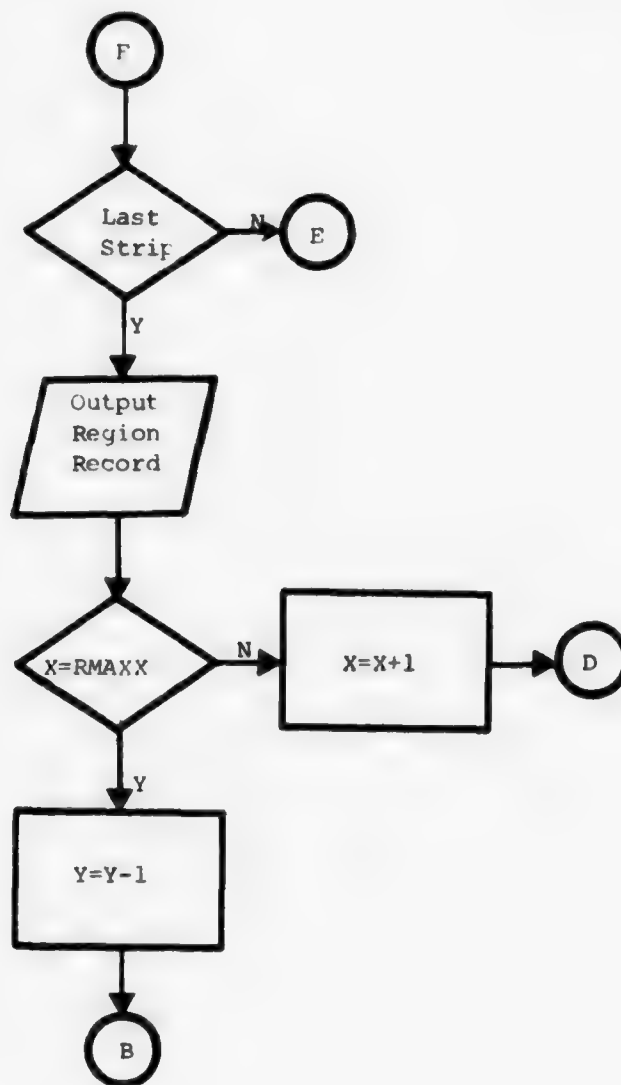 F
Last
Strip
N
E
Y
Output
Region
Record
X=RMAXX
N
X=X+1
D
Y
Y=Y-1
B